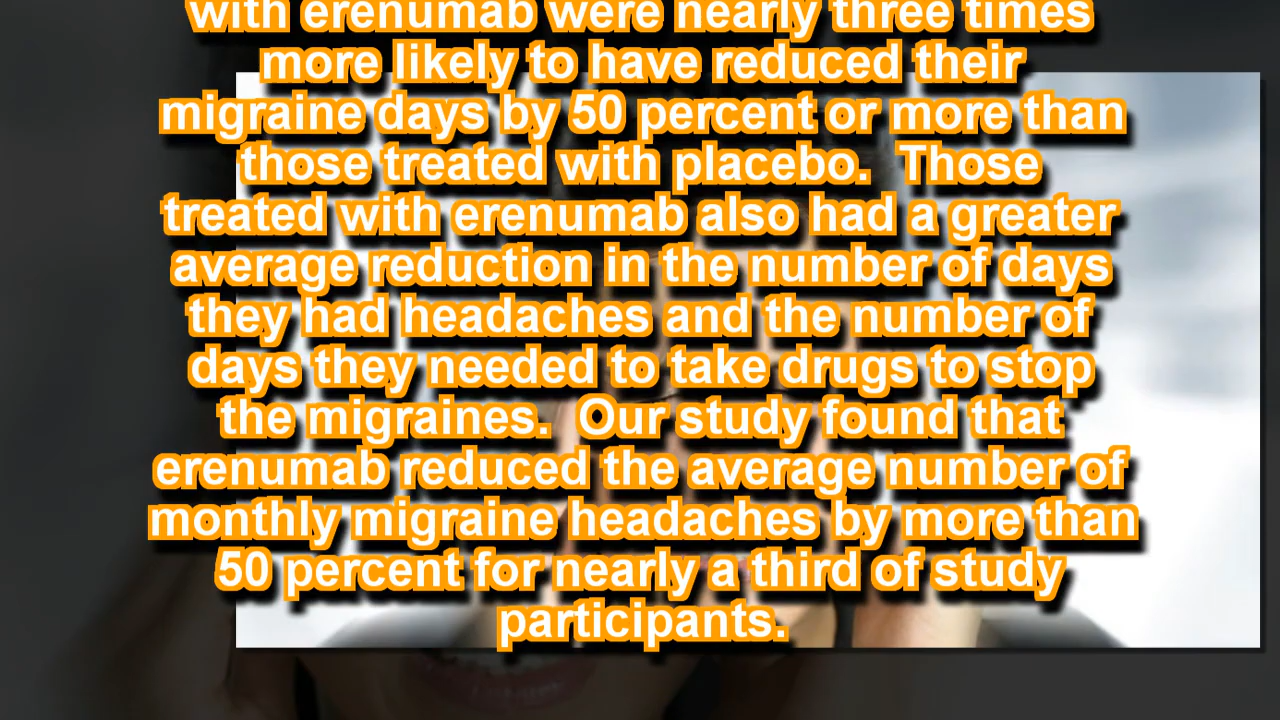 with erenumab were nearly three times
more likely to have reduced their
migraine days by 50 percent or more than
those treated with placebo.  Those
treated with erenumab also had a greater
average reduction in the number of days
they had headaches and the number of
days they needed to take drugs to stop
the migraines.  Our study found that
erenumab reduced the average number of
monthly migraine headaches by more than
50 percent for nearly a third of study
participants.